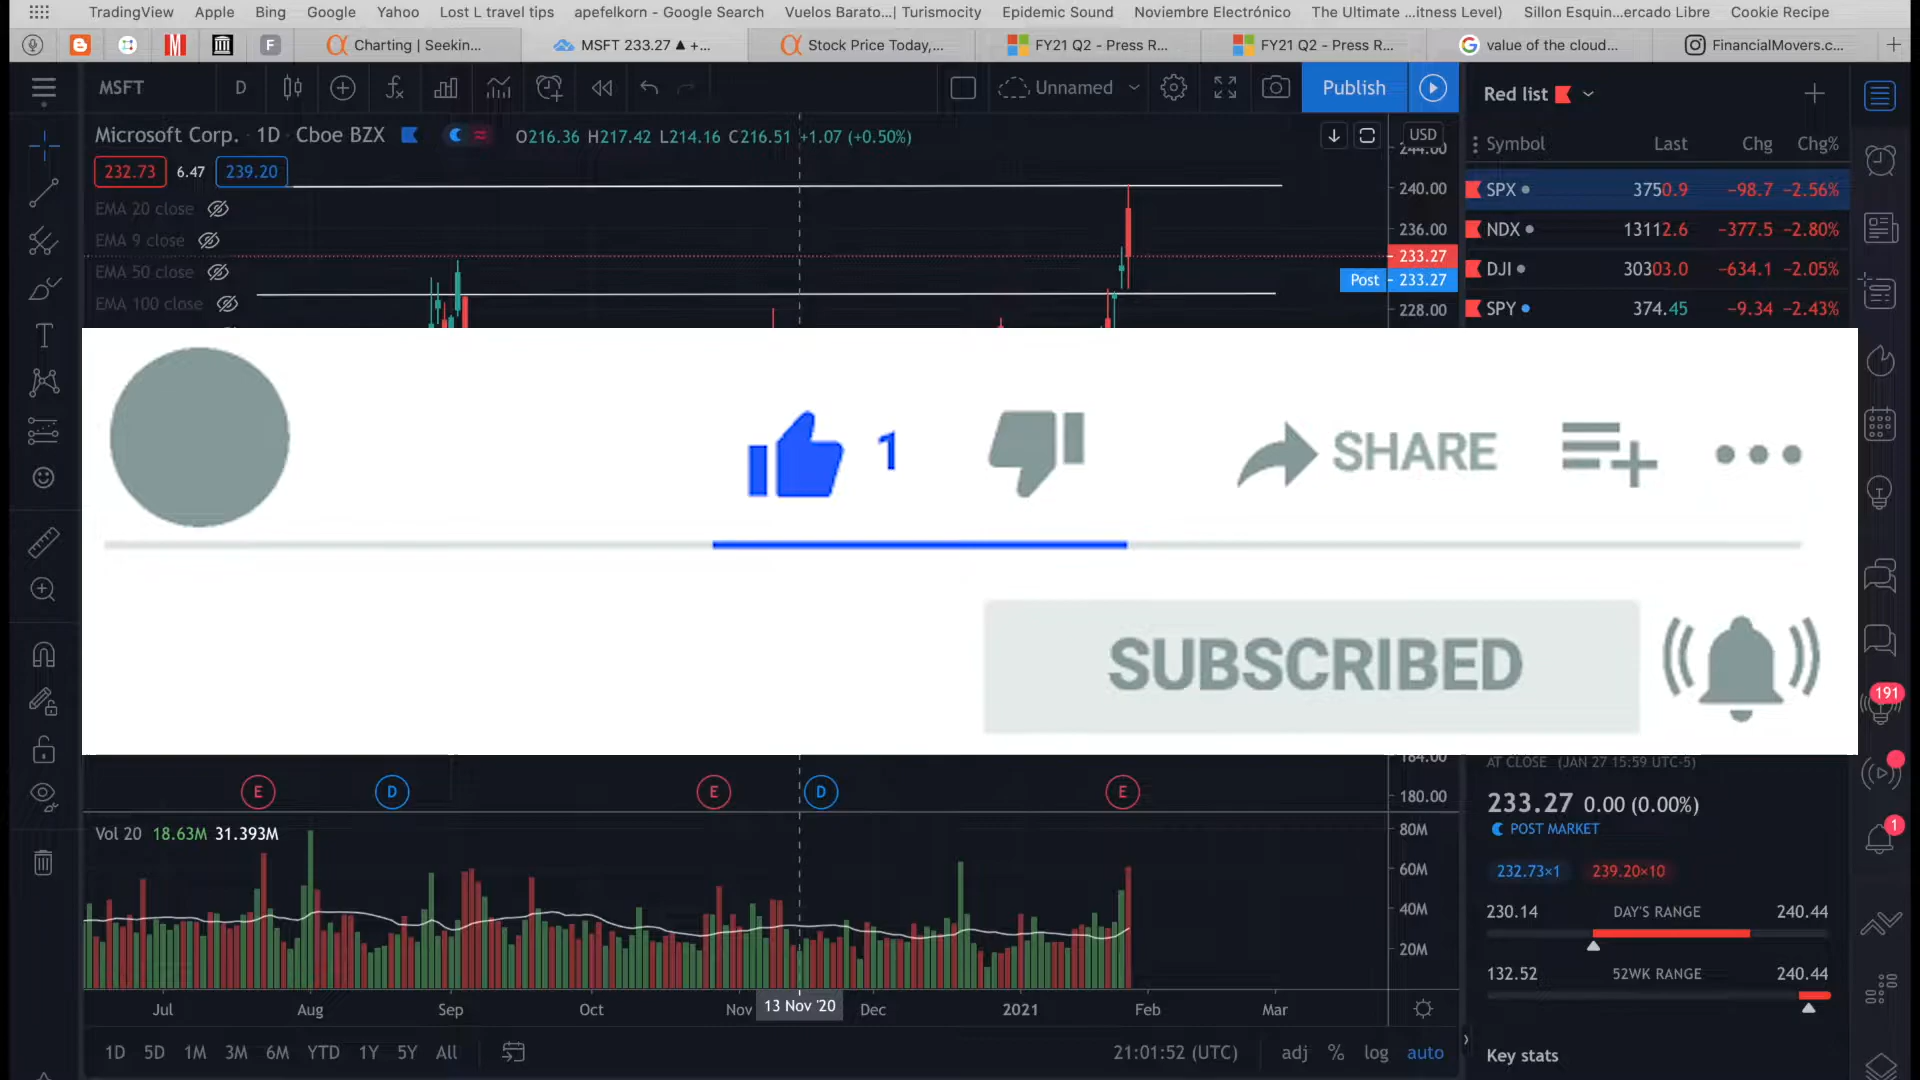 TradingView Apple Bing Google Yahoo Lost L travel tips apefelkorn - Google Search Vuelos Barato...| Turismocity Epidemic Sound Noviembre Electrónico The Ultimate ...itness Level) Sillon Esquin...ercado Libre Cookie Recipe
F Charting | Seekin... MSFT 233.27 ▲ +... Stock Price Today,... FY21 Q2 - Press R... FY21 Q2 - Press R... value of the cloud... FinancialMovers.c...
MSFT D Unnamed Publish
Red list
Microsoft Corp. · 1D · Cboe BZX O216.36 H217.42 L214.16 C216.51 +1.07 (+0.50%) USD
Symbol Last Chg Chg%
244.00
232.73 6.47 239.20
240.00
SPX 3750.9 −98.7 −2.56%
EMA 20 close
236.00
NDX 13112.6 −377.5 −2.80%
EMA 9 close
233.27
EMA 50 close
Post 233.27
DJI 30303.0 −634.1 −2.05%
EMA 100 close
228.00
SPY 374.45 −9.34 −2.43%
1 SHARE
SUBSCRIBED
191
184.00
AT CLOSE (JAN 27 15:59 UTC-5)
E D E D E
180.00
233.27 0.00 (0.00%)
POST MARKET
1
Vol 20 18.63M 31.393M
80M
60M
232.73×1 239.20×10
40M
230.14 DAY'S RANGE 240.44
20M
132.52 52WK RANGE 240.44
Jul Aug Sep Oct Nov 13 Nov '20 Dec 2021 Feb Mar
1D 5D 1M 3M 6M YTD 1Y 5Y All 21:01:52 (UTC) adj % log auto
Key stats